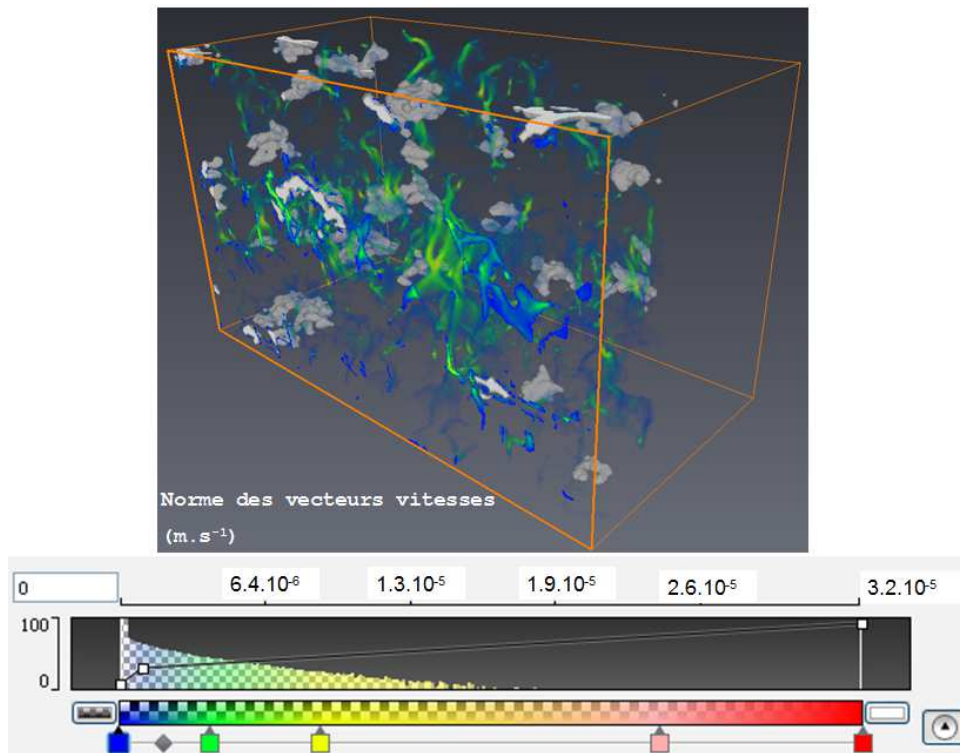 Norme des vecteurs vitesses
(m.s⁻¹)
0 6.4.10⁻⁶ 1.3.10⁻⁵ 1.9.10⁻⁵ 2.6.10⁻⁵ 3.2.10⁻⁵
100
0